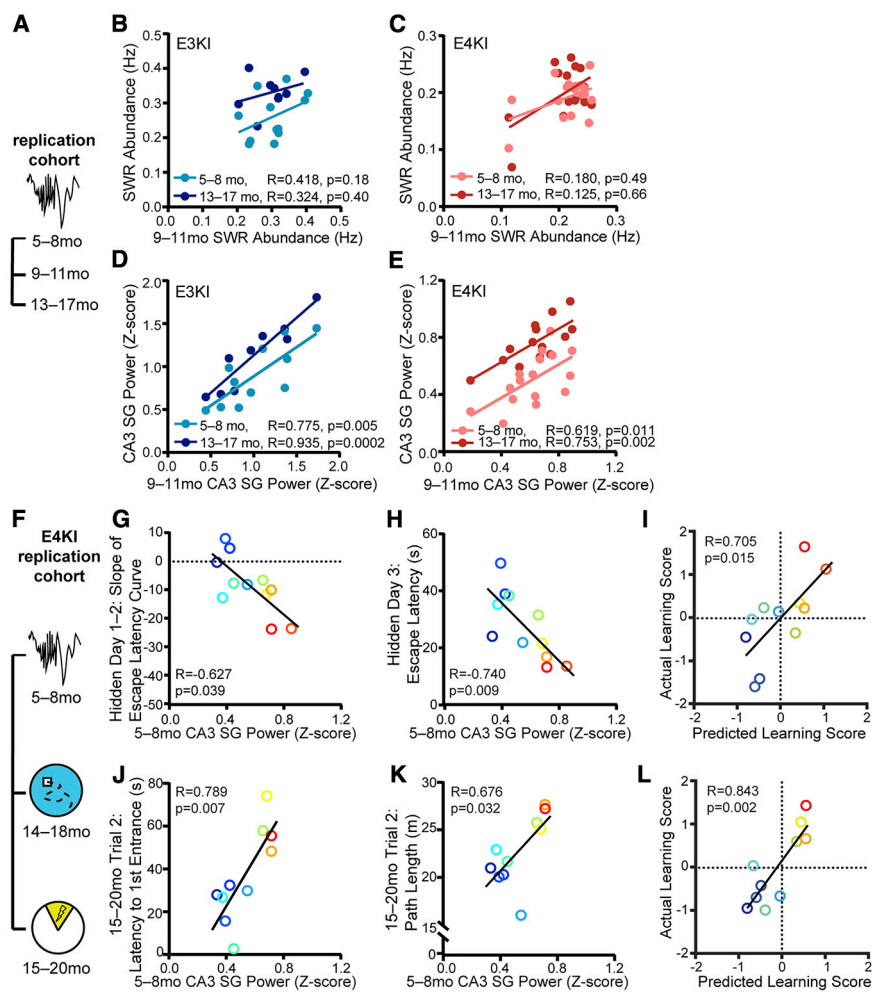 A
replication
cohort
5–8mo
9–11mo
13–17mo
B
E3KI
SWR Abundance (Hz)
0.5
0.4
0.3
0.2
0.1
0.0
5–8 mo, R=0.418, p=0.18
13–17 mo, R=0.324, p=0.40
0.0 0.1 0.2 0.3 0.4 0.5
9–11mo SWR Abundance (Hz)
C
E4KI
SWR Abundance (Hz)
0.3
0.2
0.1
0.0
5–8 mo, R=0.180, p=0.49
13–17 mo, R=0.125, p=0.66
0.0 0.1 0.2 0.3
9–11mo SWR Abundance (Hz)
D
E3KI
CA3 SG Power (Z-score)
2.0
1.5
1.0
0.5
0.0
5–8 mo, R=0.775, p=0.005
13–17 mo, R=0.935, p=0.0002
0.0 0.5 1.0 1.5 2.0
9–11mo CA3 SG Power (Z-score)
E
E4KI
CA3 SG Power (Z-score)
1.2
0.8
0.4
0.0
5–8 mo, R=0.619, p=0.011
13–17 mo, R=0.753, p=0.002
0.0 0.4 0.8 1.2
9–11mo CA3 SG Power (Z-score)
F
E4KI
replication
cohort
5–8mo
14–18mo
15–20mo
G
Hidden Day 1–2: Slope of
Escape Latency Curve
10
0
-10
-20
-30
-40
-50
R=-0.627
p=0.039
0.0 0.4 0.8 1.2
5–8mo CA3 SG Power (Z-score)
H
Hidden Day 3:
Escape Latency (s)
60
40
20
0
R=-0.740
p=0.009
0.0 0.4 0.8 1.2
5–8mo CA3 SG Power (Z-score)
I
Actual Learning Score
2
1
0
-1
-2
R=0.705
p=0.015
-2 -1 0 1 2
Predicted Learning Score
J
15–20mo Trial 2:
Latency to 1st Entrance (s)
80
60
40
20
0
R=0.789
p=0.007
0.0 0.4 0.8 1.2
5–8mo CA3 SG Power (Z-score)
K
15–20mo Trial 2:
Path Length (m)
30
25
20
15
0
R=0.676
p=0.032
0.0 0.4 0.8 1.2
5–8mo CA3 SG Power (Z-score)
L
Actual Learning Score
2
1
0
-1
-2
R=0.843
p=0.002
-2 -1 0 1 2
Predicted Learning Score